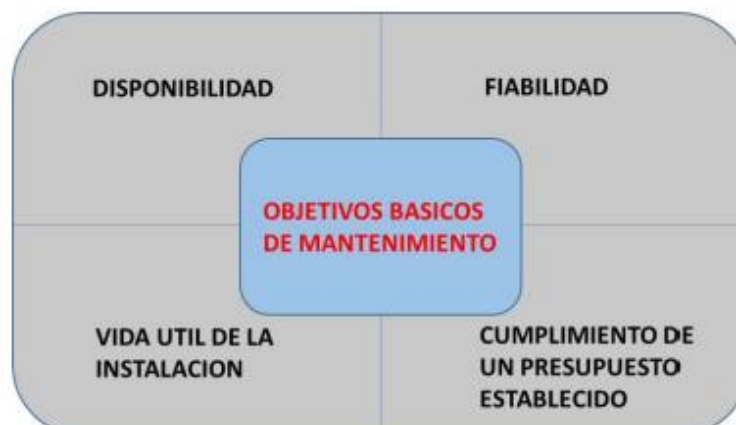 DISPONIBILIDAD
FIABILIDAD
OBJETIVOS BASICOS
DE MANTENIMIENTO
VIDA UTIL DE LA
INSTALACION
CUMPLIMIENTO DE
UN PRESUPUESTO
ESTABLECIDO